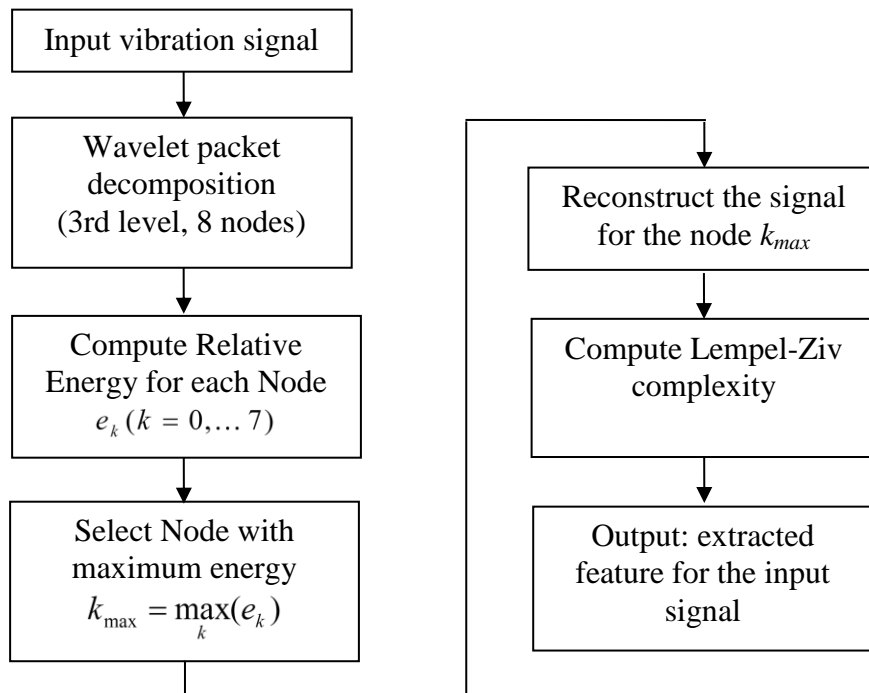 Input vibration signal
Wavelet packet
decomposition
(3rd level, 8 nodes)
Compute Relative
Energy for each Node
e_k (k = 0,… 7)
Select Node with
maximum energy
k_max = max_k(e_k)
Reconstruct the signal
for the node k_max
Compute Lempel-Ziv
complexity
Output: extracted
feature for the input
signal